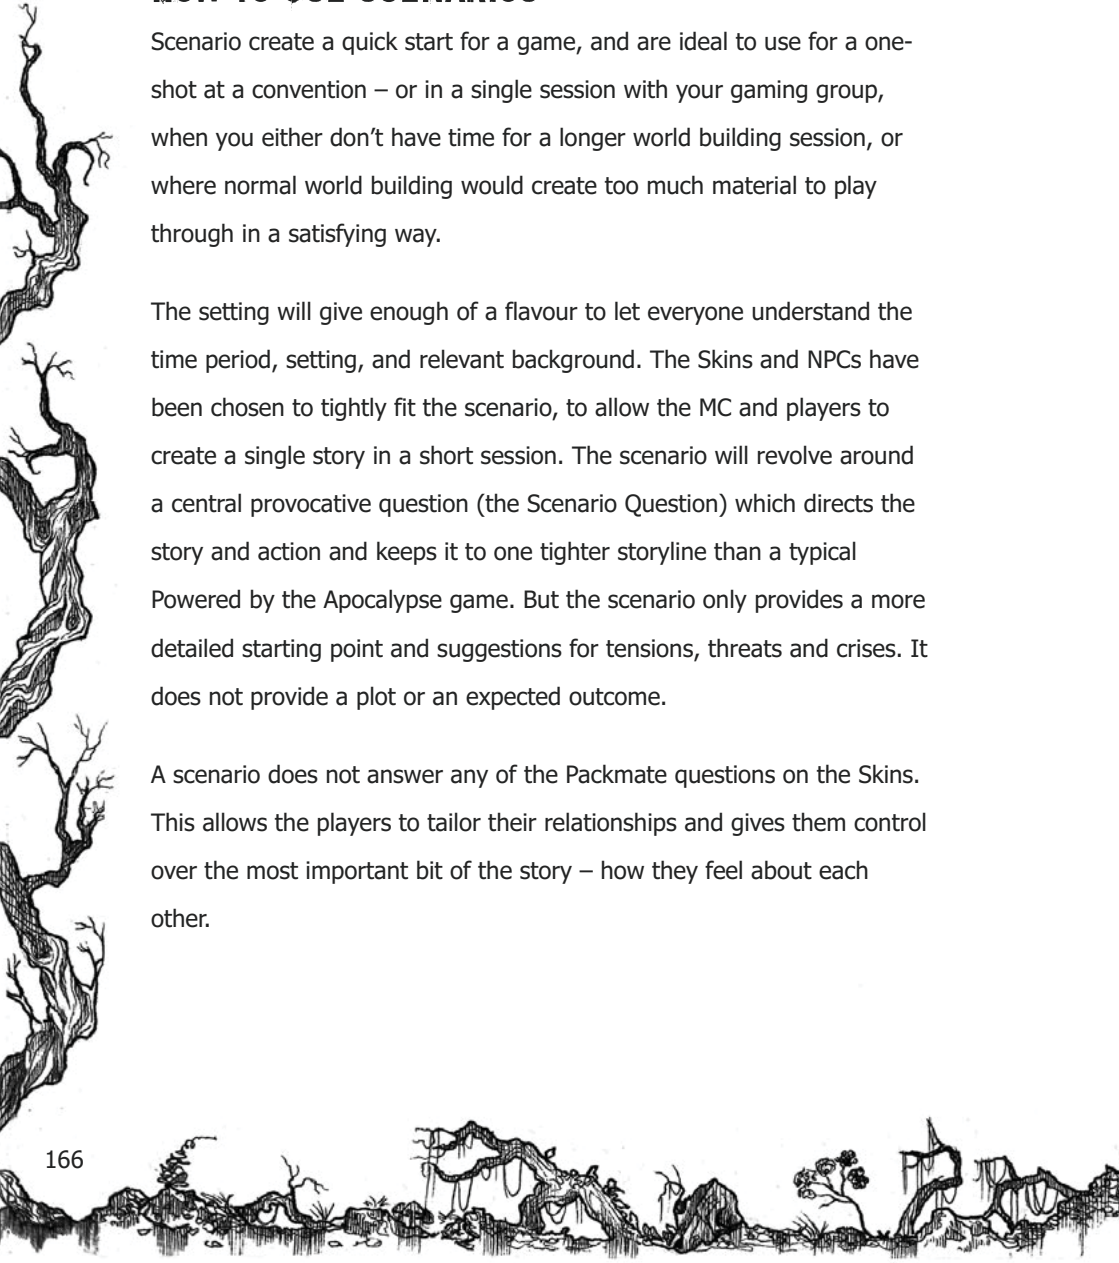 HOW TO USE SCENARIOS
Scenario create a quick start for a game, and are ideal to use for a one-
shot at a convention – or in a single session with your gaming group,
when you either don’t have time for a longer world building session, or
where normal world building would create too much material to play
through in a satisfying way.
The setting will give enough of a flavour to let everyone understand the
time period, setting, and relevant background. The Skins and NPCs have
been chosen to tightly fit the scenario, to allow the MC and players to
create a single story in a short session. The scenario will revolve around
a central provocative question (the Scenario Question) which directs the
story and action and keeps it to one tighter storyline than a typical
Powered by the Apocalypse game. But the scenario only provides a more
detailed starting point and suggestions for tensions, threats and crises. It
does not provide a plot or an expected outcome.
A scenario does not answer any of the Packmate questions on the Skins.
This allows the players to tailor their relationships and gives them control
over the most important bit of the story – how they feel about each
other.
166